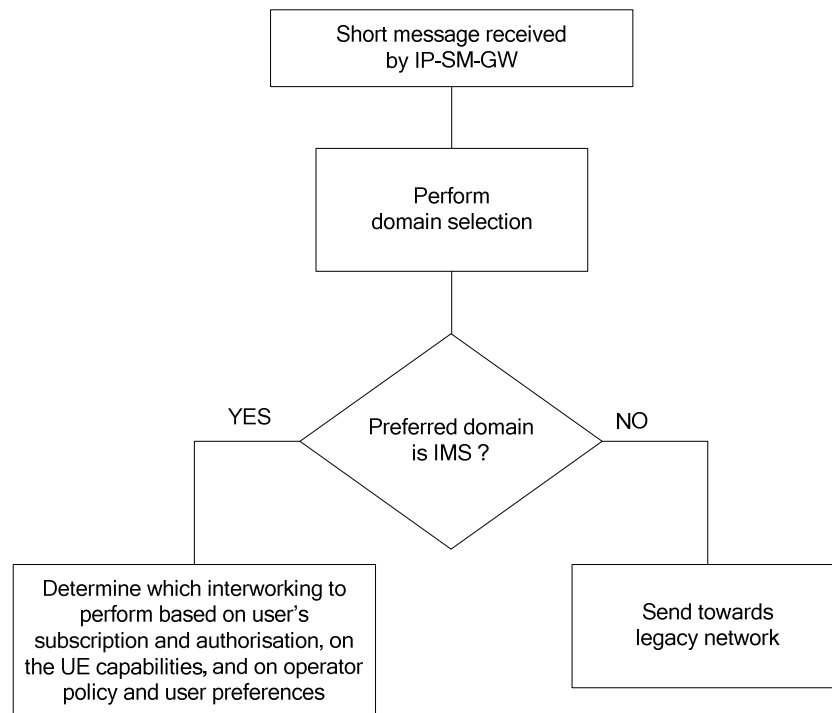 Short message received
by IP-SM-GW
Perform
domain selection
Preferred domain
is IMS ?
YES
NO
Determine which interworking to
perform based on user's
subscription and authorisation, on
the UE capabilities, and on operator
policy and user preferences
Send towards
legacy network